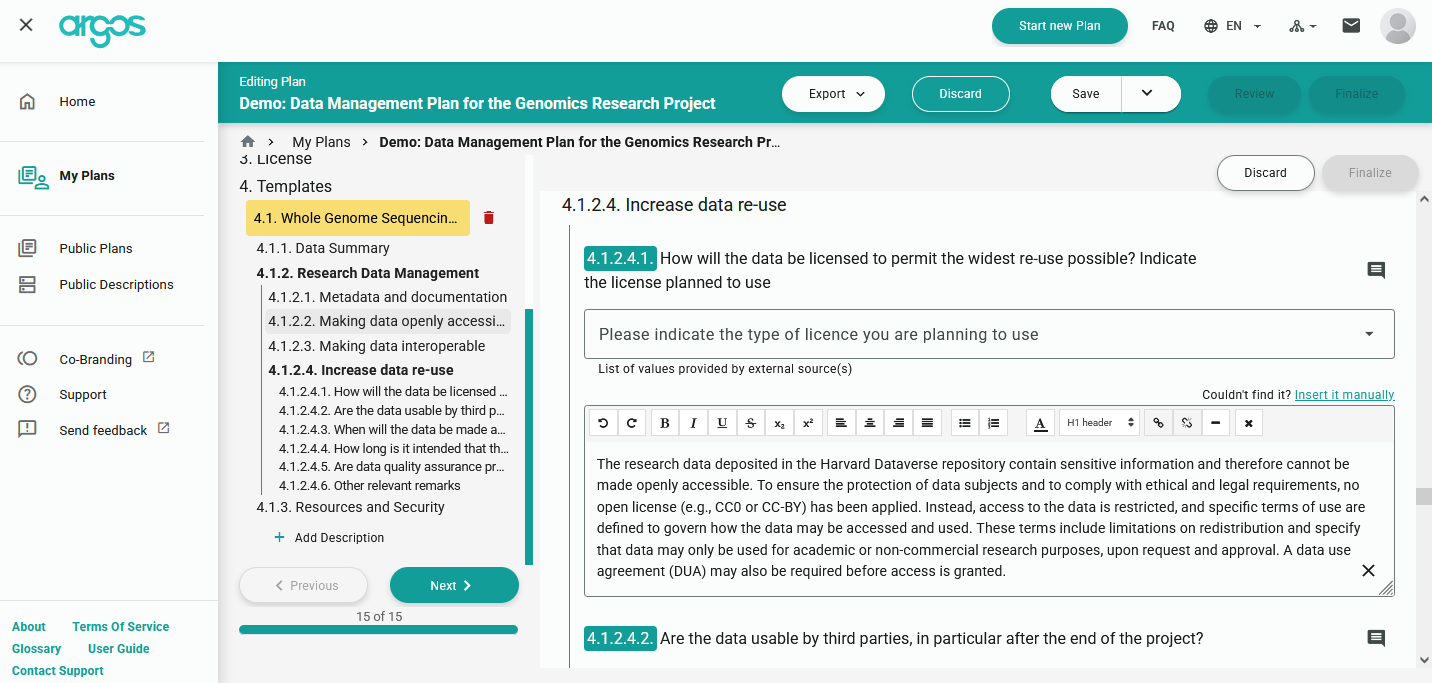 argos
Start new Plan
FAQ
EN
Home
My Plans
Public Plans
Public Descriptions
Co-Branding
Support
Send feedback
About Terms Of Service
Glossary User Guide
Contact Support
Editing Plan
Demo: Data Management Plan for the Genomics Research Project
Export
Discard
Save
Review
Finalize
My Plans > Demo: Data Management Plan for the Genomics Research Pr...
Discard
Finalize
3. License
4. Templates
4.1. Whole Genome Sequencin...
4.1.1. Data Summary
4.1.2. Research Data Management
4.1.2.1. Metadata and documentation
4.1.2.2. Making data openly accessi...
4.1.2.3. Making data interoperable
4.1.2.4. Increase data re-use
4.1.2.4.1. How will the data be licensed ...
4.1.2.4.2. Are the data usable by third p...
4.1.2.4.3. When will the data be made a...
4.1.2.4.4. How long is it intended that th...
4.1.2.4.5. Are data quality assurance pr...
4.1.2.4.6. Other relevant remarks
4.1.3. Resources and Security
+ Add Description
Previous
Next
15 of 15
4.1.2.4. Increase data re-use
4.1.2.4.1. How will the data be licensed to permit the widest re-use possible? Indicate
the license planned to use
Please indicate the type of licence you are planning to use
List of values provided by external source(s)
Couldn't find it? Insert it manually
B I U S x₂ x² A H1 header
The research data deposited in the Harvard Dataverse repository contain sensitive information and therefore cannot be
made openly accessible. To ensure the protection of data subjects and to comply with ethical and legal requirements, no
open license (e.g., CC0 or CC-BY) has been applied. Instead, access to the data is restricted, and specific terms of use are
defined to govern how the data may be accessed and used. These terms include limitations on redistribution and specify
that data may only be used for academic or non-commercial research purposes, upon request and approval. A data use
agreement (DUA) may also be required before access is granted.
4.1.2.4.2. Are the data usable by third parties, in particular after the end of the project?